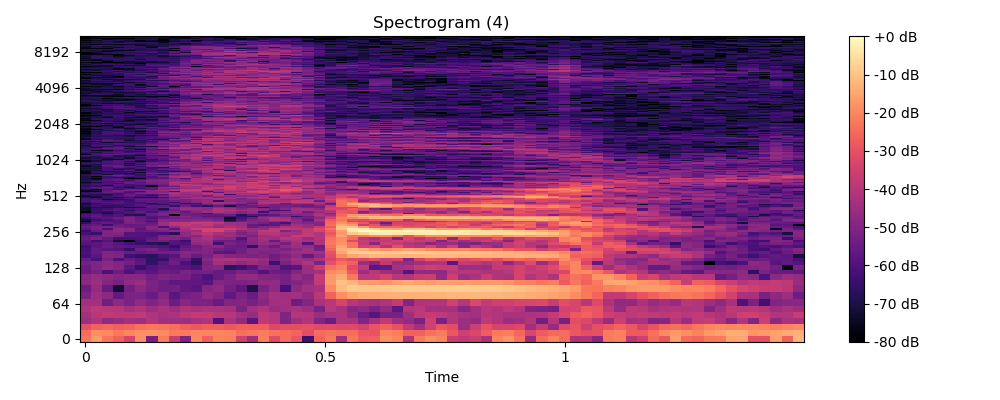 Spectrogram (4)
8192
4096
2048
1024
512
256
128
64
0
Hz
0
0.5
1
Time
+0 dB
-10 dB
-20 dB
-30 dB
-40 dB
-50 dB
-60 dB
-70 dB
-80 dB